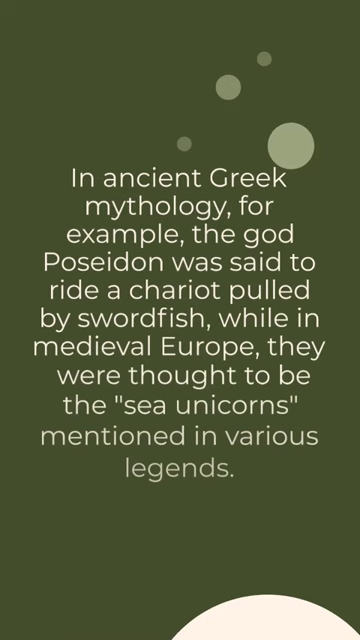 In ancient Greek
mythology, for
example, the god
Poseidon was said to
ride a chariot pulled
by swordfish, while in
medieval Europe, they
were thought to be
the "sea unicorns"
mentioned in various
legends.